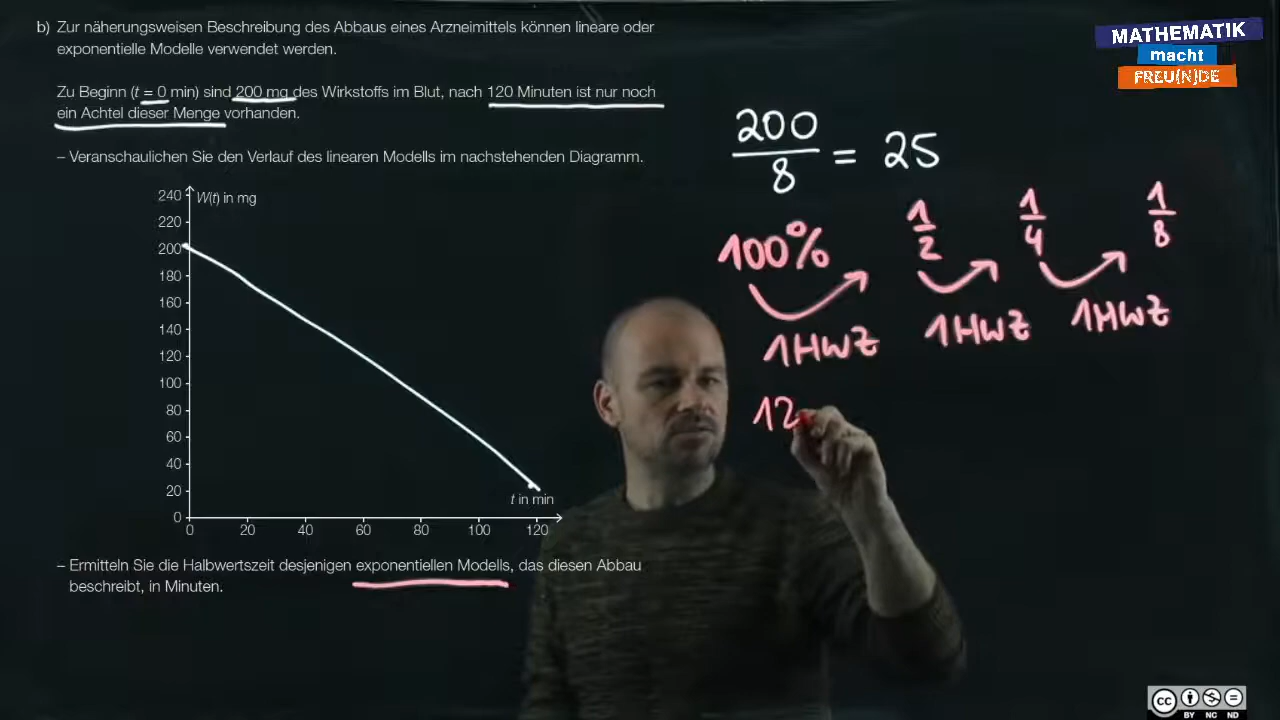 b) Zur näherungsweisen Beschreibung des Abbaus eines Arzneimittels können lineare oder
exponentielle Modelle verwendet werden.
Zu Beginn (t = 0 min) sind 200 mg des Wirkstoffs im Blut, nach 120 Minuten ist nur noch
ein Achtel dieser Menge vorhanden.
– Veranschaulichen Sie den Verlauf des linearen Modells im nachstehenden Diagramm.
W(t) in mg
240
220
200
180
160
140
120
100
80
60
40
20
0
t in min
0 20 40 60 80 100 120
– Ermitteln Sie die Halbwertszeit desjenigen exponentiellen Modells, das diesen Abbau
beschreibt, in Minuten.
MATHEMATIK
macht
FREU(N)DE
200/8 = 25
100% 1/2 1/4 1/8
1HWZ 1HWZ 1HWZ
12
cc
BY NC ND